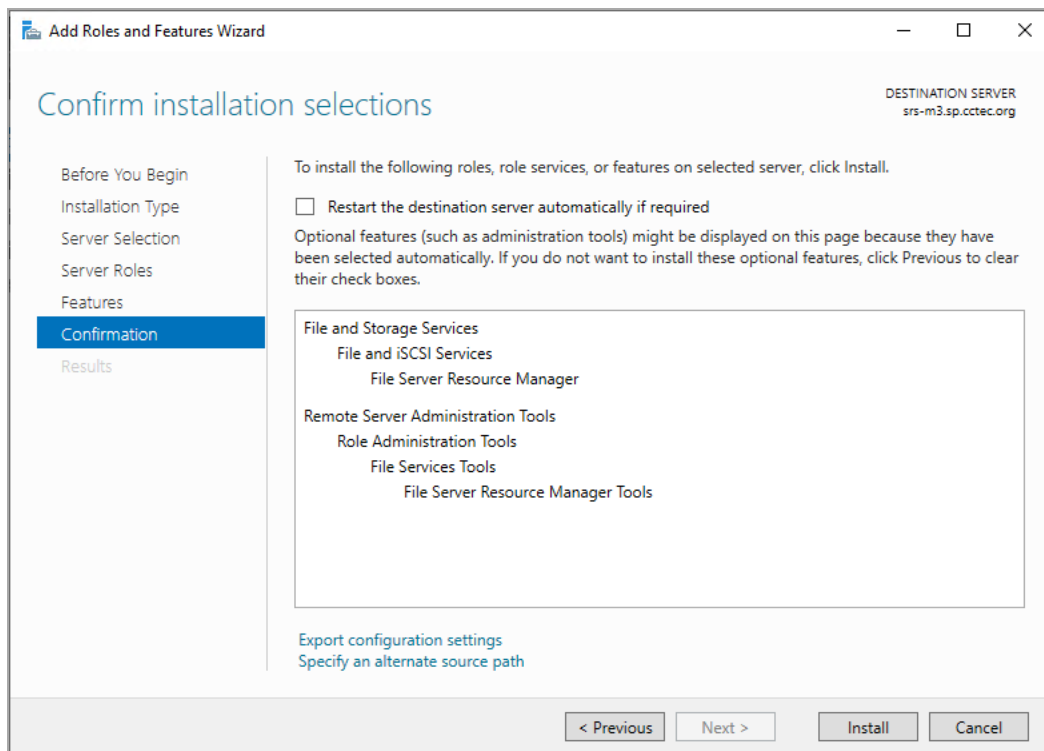 Add Roles and Features Wizard
Confirm installation selections
DESTINATION SERVER
srs-m3.sp.cctec.org
Before You Begin
Installation Type
Server Selection
Server Roles
Features
Confirmation
Results
To install the following roles, role services, or features on selected server, click Install.
Restart the destination server automatically if required
Optional features (such as administration tools) might be displayed on this page because they have
been selected automatically. If you do not want to install these optional features, click Previous to clear
their check boxes.
File and Storage Services
File and iSCSI Services
File Server Resource Manager
Remote Server Administration Tools
Role Administration Tools
File Services Tools
File Server Resource Manager Tools
Export configuration settings
Specify an alternate source path
< Previous
Next >
Install
Cancel